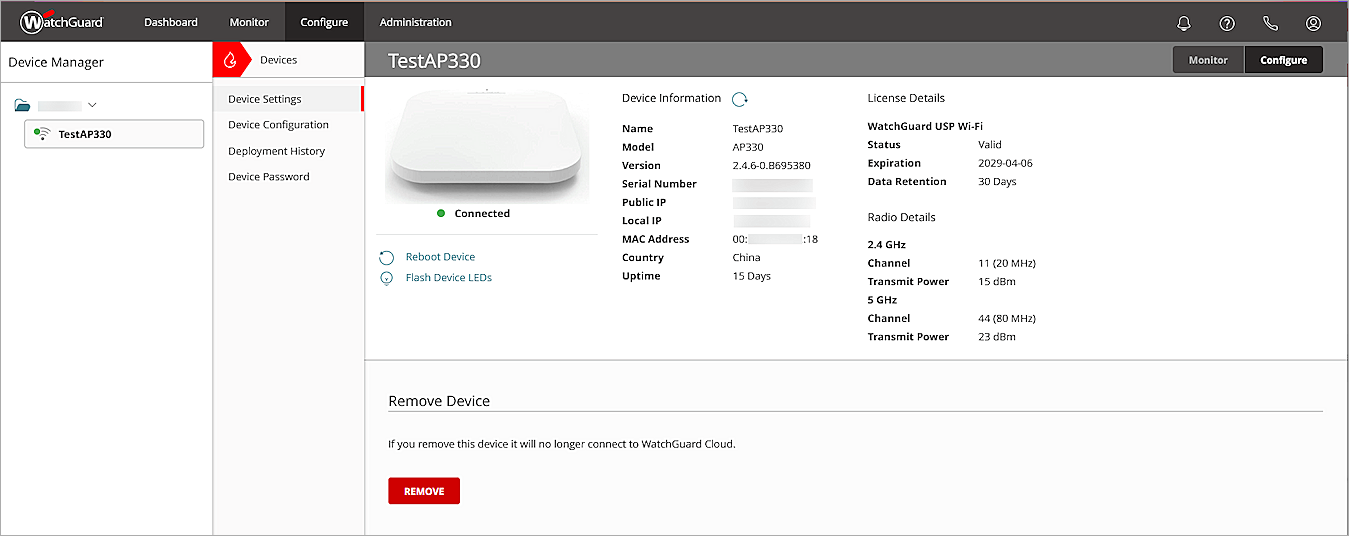 WatchGuard
Dashboard
Monitor
Configure
Administration
Device Manager
TestAP330
Devices
Device Settings
Device Configuration
Deployment History
Device Password
TestAP330
Monitor
Configure
Connected
Reboot Device
Flash Device LEDs
Device Information
Name TestAP330
Model AP330
Version 2.4.6-0.B695380
Serial Number
Public IP
Local IP
MAC Address 00: :18
Country China
Uptime 15 Days
License Details
WatchGuard USP Wi-Fi
Status Valid
Expiration 2029-04-06
Data Retention 30 Days
Radio Details
2.4 GHz
Channel 11 (20 MHz)
Transmit Power 15 dBm
5 GHz
Channel 44 (80 MHz)
Transmit Power 23 dBm
Remove Device
If you remove this device it will no longer connect to WatchGuard Cloud.
REMOVE